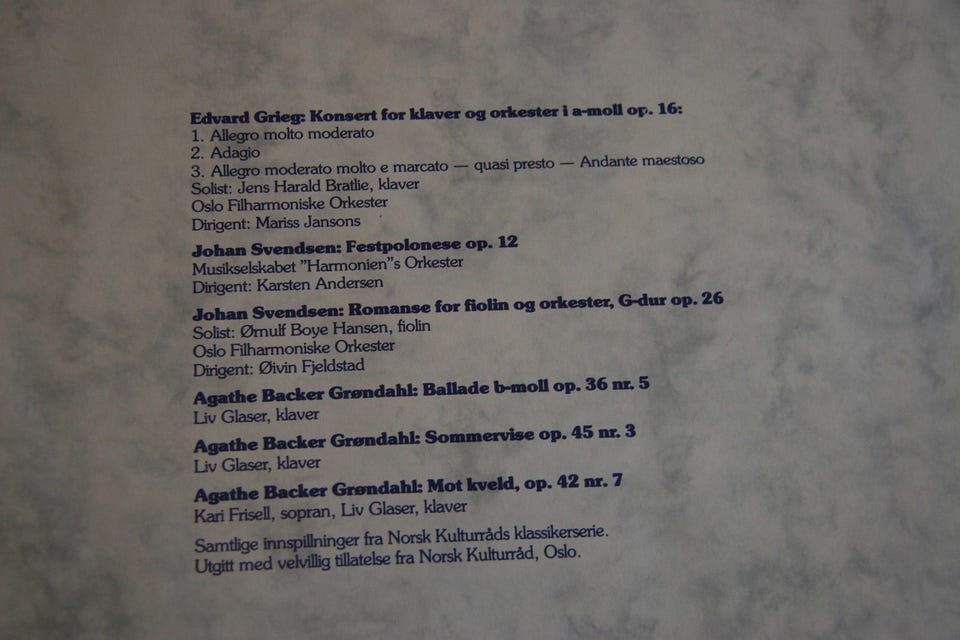 Edvard Grieg: Konsert for klaver og orkester i a-moll op. 16:
1. Allegro molto moderato
2. Adagio
3. Allegro moderato molto e marcato — quasi presto — Andante maestoso
Solist: Jens Harald Bratlie, klaver
Oslo Filharmoniske Orkester
Dirigent: Mariss Jansons
Johan Svendsen: Festpolonese op. 12
Musikselskabet ”Harmonien”s Orkester
Dirigent: Karsten Andersen
Johan Svendsen: Romanse for fiolin og orkester, G-dur op. 26
Solist: Ørnulf Boye Hansen, fiolin
Oslo Filharmoniske Orkester
Dirigent: Øivin Fjeldstad
Agathe Backer Grøndahl: Ballade b-moll op. 36 nr. 5
Liv Glaser, klaver
Agathe Backer Grøndahl: Sommervise op. 45 nr. 3
Liv Glaser, klaver
Agathe Backer Grøndahl: Mot kveld, op. 42 nr. 7
Kari Frisell, sopran, Liv Glaser, klaver
Samtlige innspillninger fra Norsk Kulturråds klassikerserie.
Utgitt med velvillig tillatelse fra Norsk Kulturråd, Oslo.